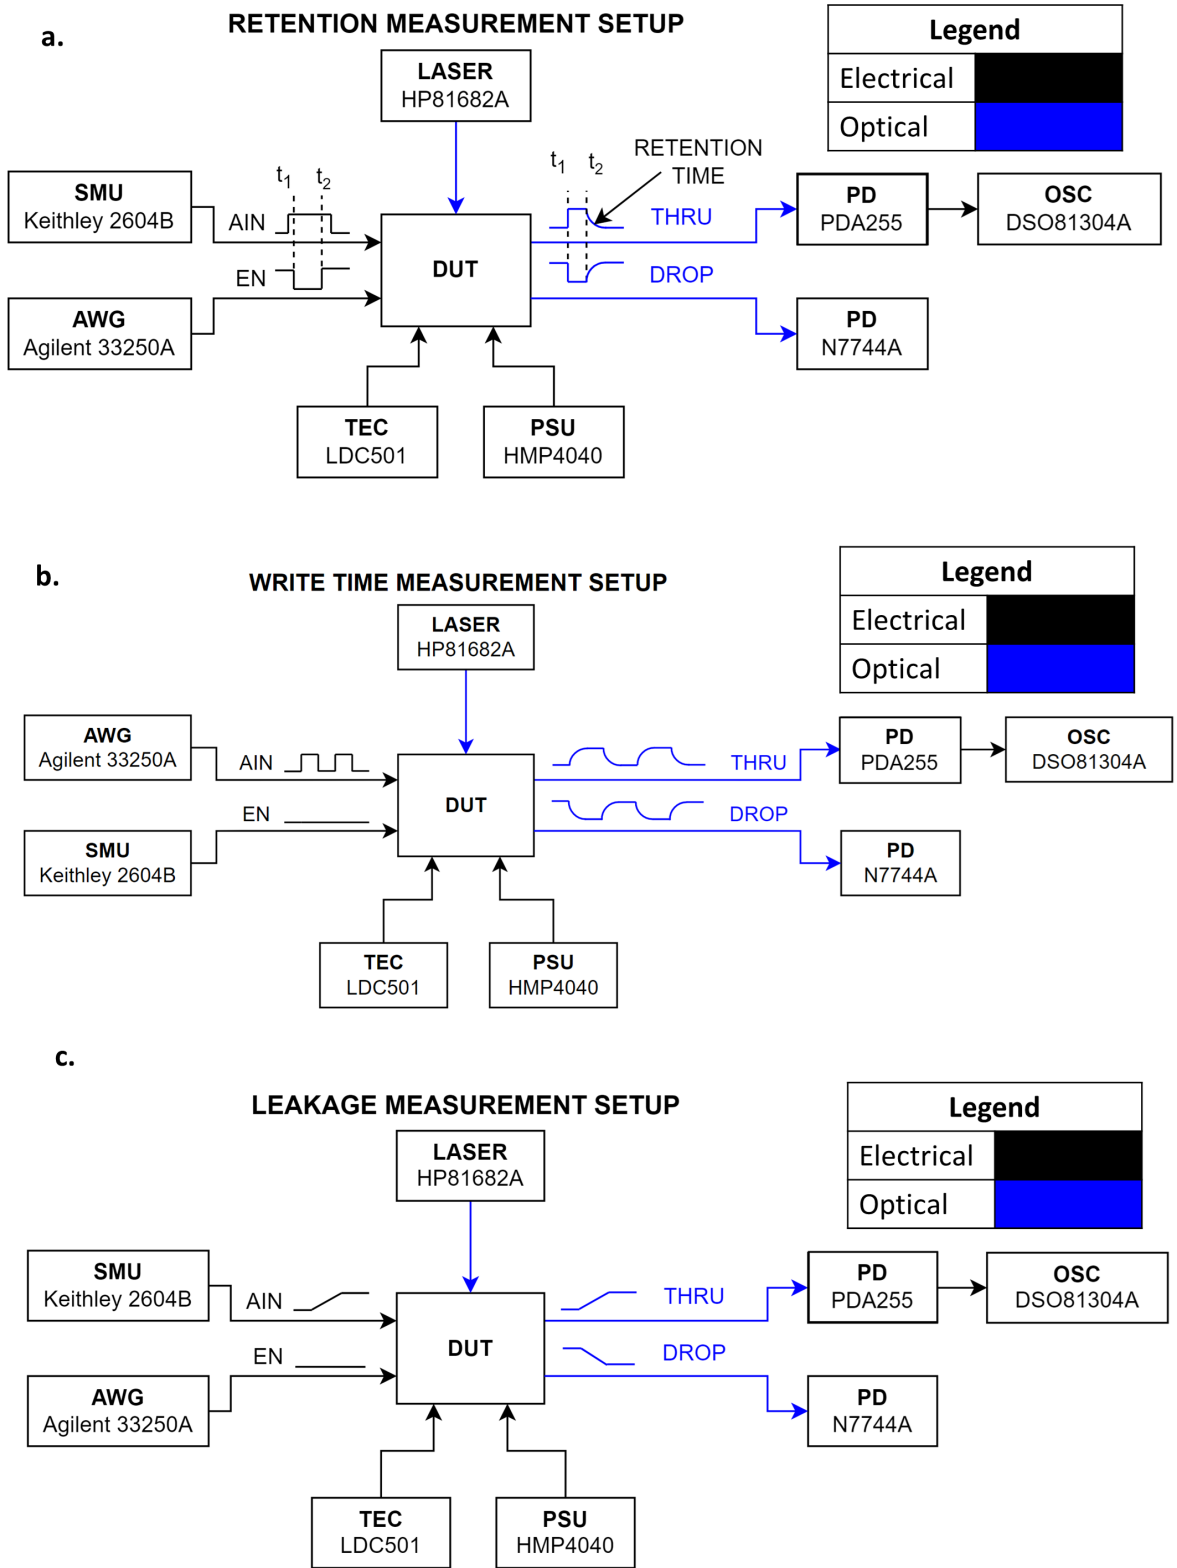 a.
RETENTION MEASUREMENT SETUP
Legend
Electrical
Optical
LASER
HP81682A
SMU
Keithley 2604B
AIN
t1
t2
EN
AWG
Agilent 33250A
DUT
t1
t2
RETENTION
TIME
THRU
DROP
PD
PDA255
OSC
DSO81304A
PD
N7744A
TEC
LDC501
PSU
HMP4040
b.
WRITE TIME MEASUREMENT SETUP
Legend
Electrical
Optical
LASER
HP81682A
AWG
Agilent 33250A
AIN
EN
SMU
Keithley 2604B
DUT
THRU
DROP
PD
PDA255
OSC
DSO81304A
PD
N7744A
TEC
LDC501
PSU
HMP4040
c.
LEAKAGE MEASUREMENT SETUP
Legend
Electrical
Optical
LASER
HP81682A
SMU
Keithley 2604B
AIN
EN
AWG
Agilent 33250A
DUT
THRU
DROP
PD
PDA255
OSC
DSO81304A
PD
N7744A
TEC
LDC501
PSU
HMP4040